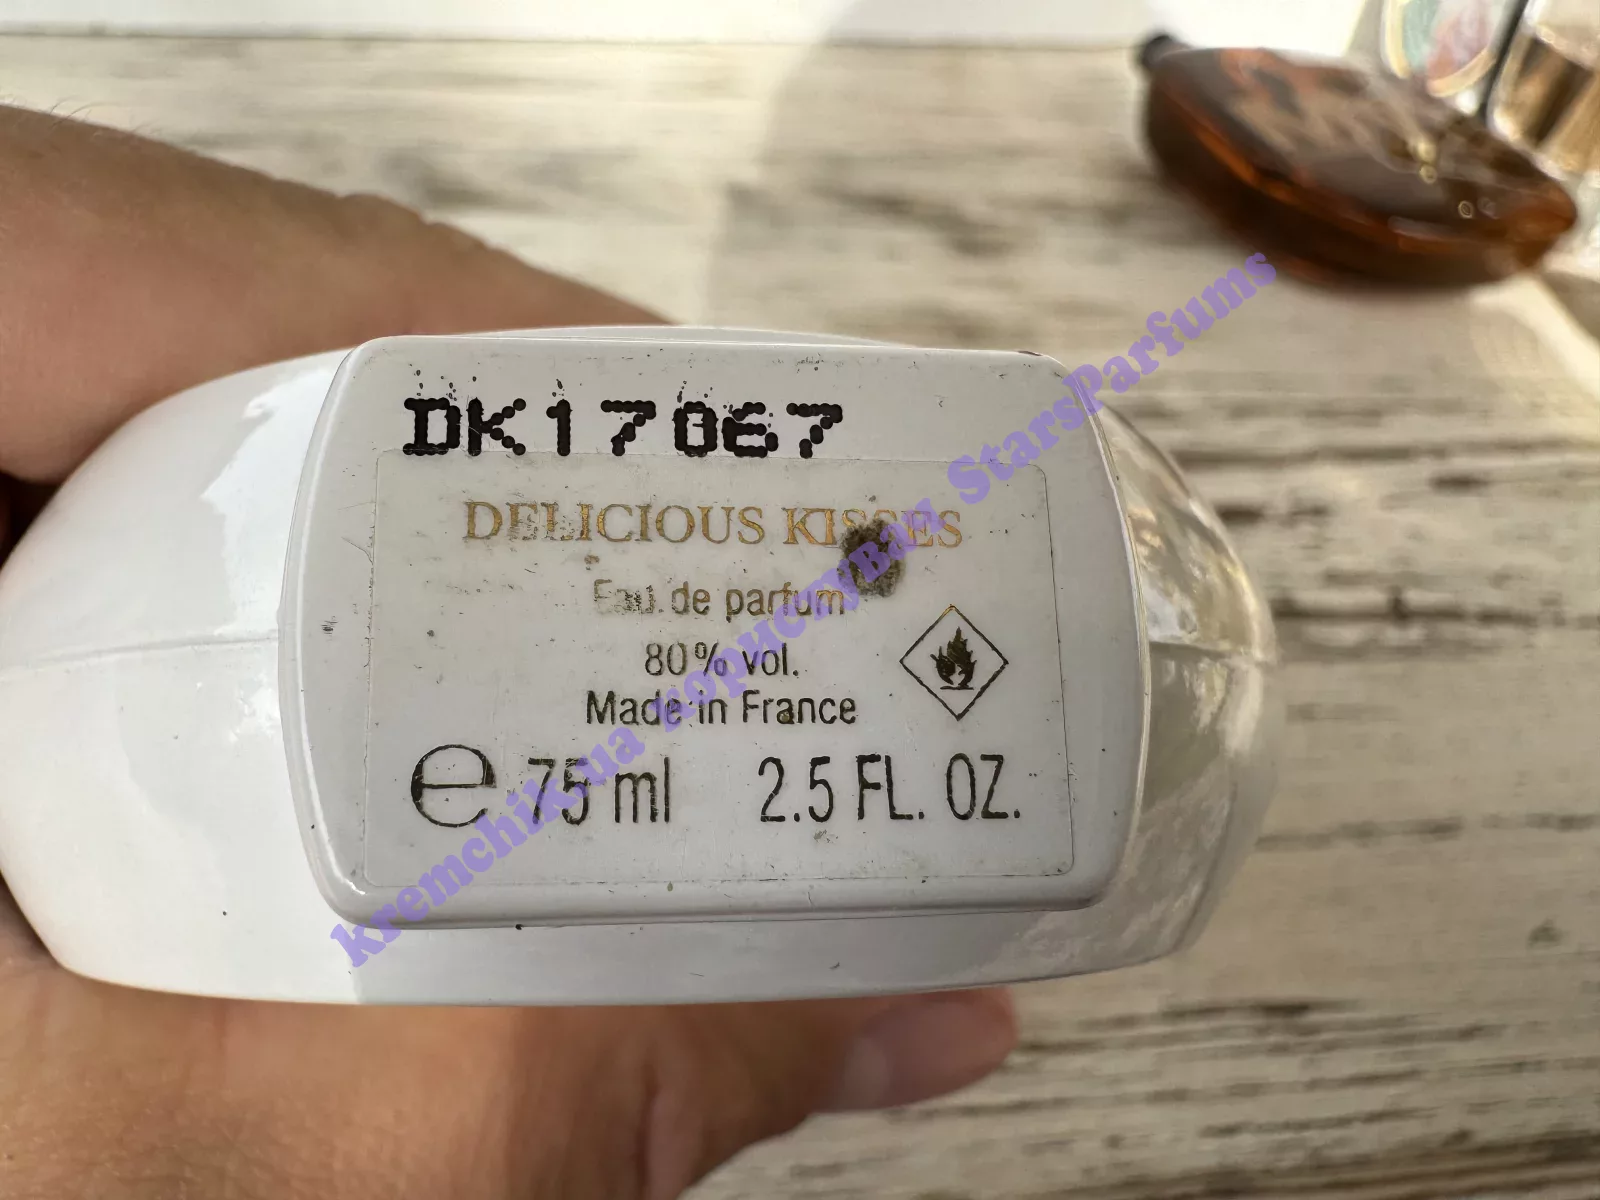 DK17067
DELICIOUS KISSES
Eau de parfum
80% vol.
Made in France
e 75 ml 2.5 FL. OZ.
kremchik.ua користувач StarsParfums